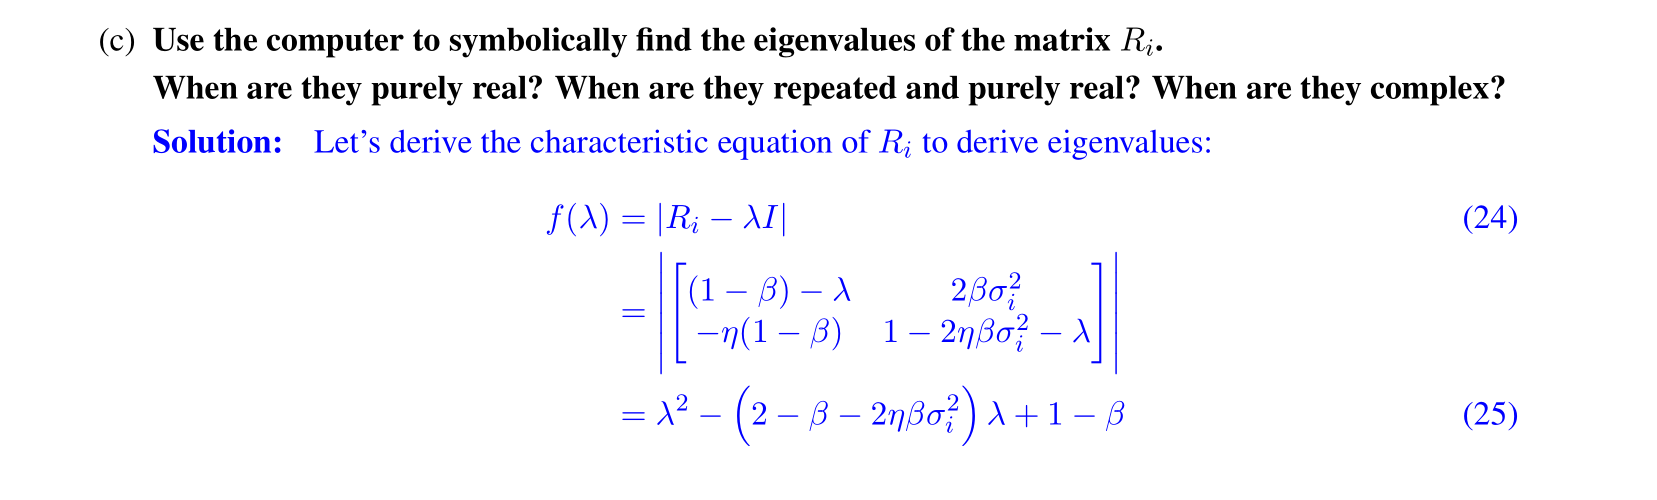 (c) Use the computer to symbolically find the eigenvalues of the matrix $R_i$.
When are they purely real? When are they repeated and purely real? When are they complex?
Solution: Let's derive the characteristic equation of $R_i$ to derive eigenvalues:
$f(\lambda) = |R_i - \lambda I|$ (24)
$= \left| \begin{bmatrix} (1 - \beta) - \lambda & 2\beta\sigma_i^2 \\ -\eta(1 - \beta) & 1 - 2\eta\beta\sigma_i^2 - \lambda \end{bmatrix} \right|$
$= \lambda^2 - \left(2 - \beta - 2\eta\beta\sigma_i^2\right)\lambda + 1 - \beta$ (25)